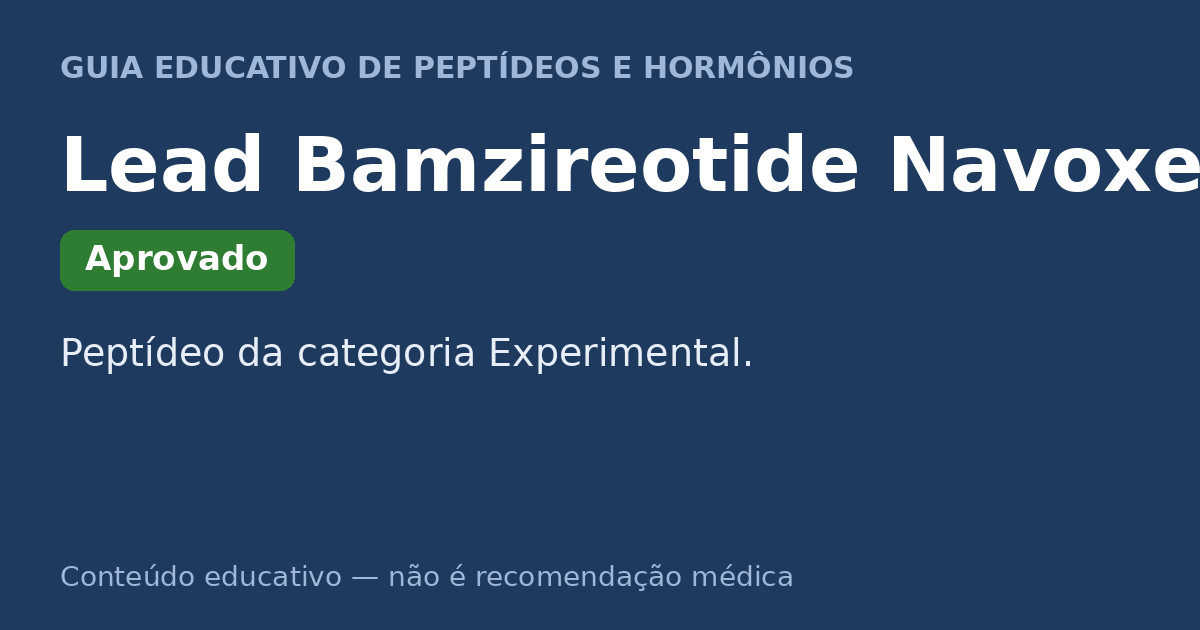 GUIA EDUCATIVO DE PEPTÍDEOS E HORMÔNIOS
Lead Bamzireotide Navoxe
Aprovado
Peptídeo da categoria Experimental.
Conteúdo educativo — não é recomendação médica